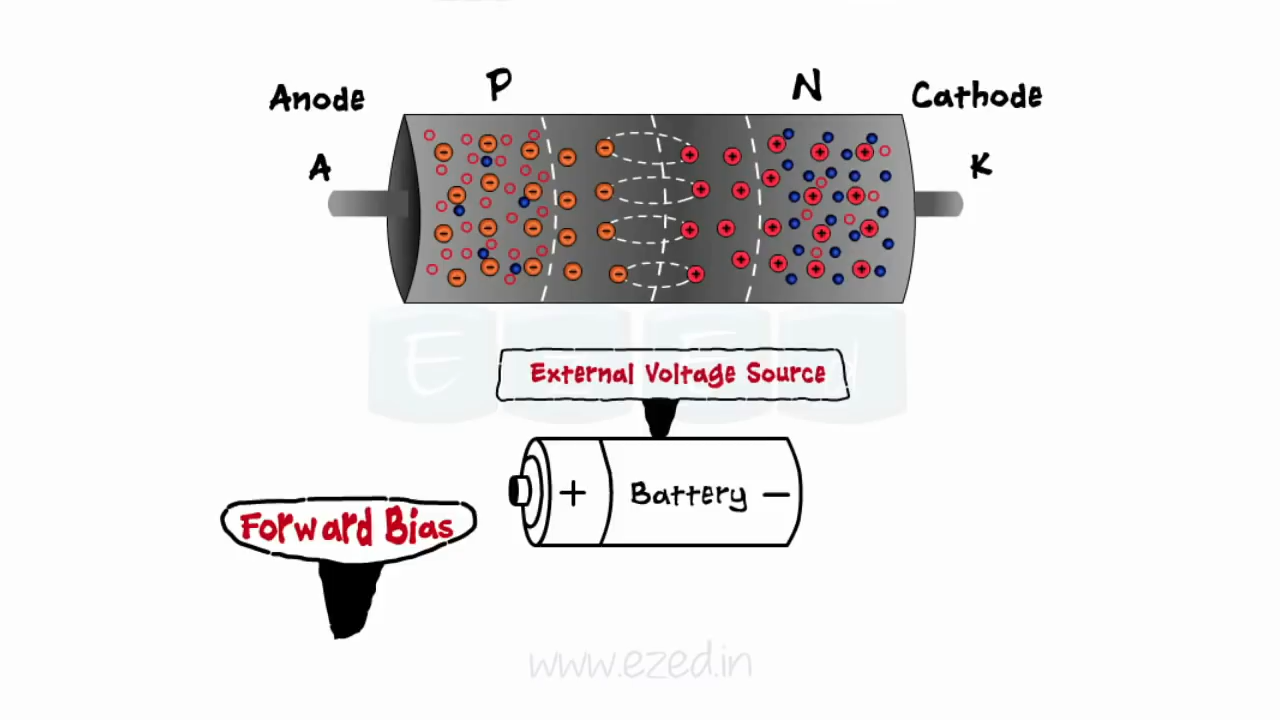 P
N
Anode
Cathode
A
K
External Voltage Source
+ Battery −
Forward Bias
www.ezed.in